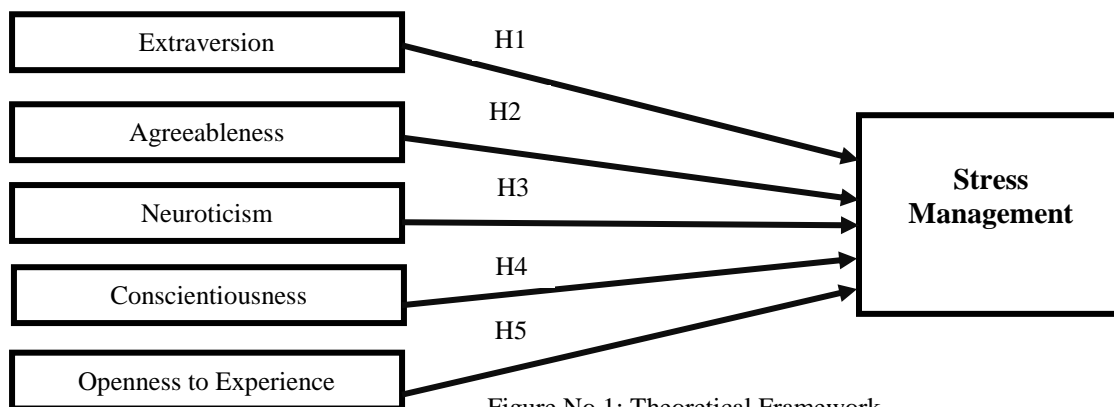 Extraversion
H1
Agreeableness
H2
Neuroticism
H3
Conscientiousness
H4
Openness to Experience
H5
Stress
Management
Figure No 1: Theoretical Framework